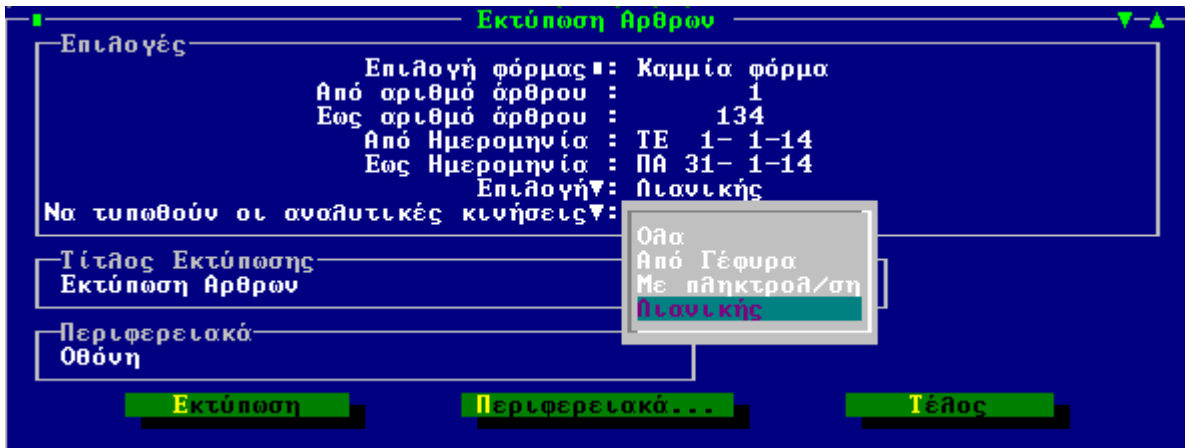 Εκτύπωση Αρθρων
Επιλογές
Επιλογή φόρμας: Καμμία φόρμα
Από αριθμό άρθρου : 1
Εως αριθμό άρθρου : 134
Από Ημερομηνία : ΤΕ 1- 1-14
Εως Ημερομηνία : ΠΑ 31- 1-14
Επιλογή▼: Λιανικής
Να τυπωθούν οι αναλυτικές κινήσεις▼:
Ολα
Από Γέφυρα
Με πληκτρολ/ση
Λιανικής
Τίτλος Εκτύπωσης
Εκτύπωση Αρθρων
Περιφερειακά
Οθόνη
Εκτύπωση Περιφερειακά... Τέλος